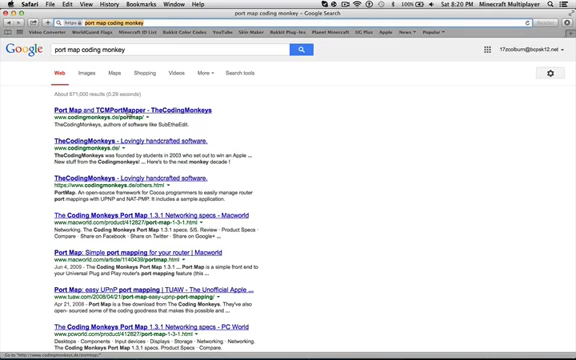 Safari File Edit View History Bookmarks Window Help 100% Sat 8:20 PM Minecraft Multiplayer
port map coding monkey - Google Search
port map coding monkey
Video Converter WorldGuard Flags Minecraft ID List Bukkit Color Codes YouTube Skin Maker Bukkit Plug-Ins Planet Minecraft IJG Plus Apple News Popular
Google port map coding monkey 17zcolburn@bcpsk12.net
Web Images Maps Shopping Videos More Search tools
About 871,000 results (0.29 seconds)
Port Map and TCMPortMapper - TheCodingMonkeys
www.codingmonkeys.de/portmap/
TheCodingMonkeys, authors of software like SubEthaEdit.
TheCodingMonkeys - Lovingly handcrafted software.
www.codingmonkeys.de/
TheCodingMonkeys was founded by students in 2003 who set out to win an Apple ...
New stuff from the Codingmonkeys! ... Here's to the next monkey decade !
TheCodingMonkeys - Lovingly handcrafted software.
https://www.codingmonkeys.de/others.html
PortMap. An open-source framework for Cocoa programmers to easily manage router
port mappings with UPNP and NAT-PMP. It includes a sample application.
The Coding Monkeys Port Map 1.3.1 Networking specs - Macworld
www.macworld.com/product/412827/port-map-1-3-1.html
Networking. The Coding Monkeys Port Map 1.3.1. 5/5. Review · Product Specs ·
Compare · Share on Facebook · Share on Twitter · Share on Google+ ...
Port Map: Simple port mapping for your router | Macworld
www.macworld.com/article/1140439/portmap.html
Jun 4, 2009 - The Coding Monkeys Port Map 1.3.1 ... Port Map is a simple front end to
your Universal Plug and Play router's port mapping feature (this ...
Port Map: Easy uPnP port mapping | TUAW - The Unofficial Apple ...
www.tuaw.com/2008/04/21/port-map-easy-upnp-port-mapping/
Apr 21, 2008 - Port Map is a free download from The Coding Monkeys. They've also
open- sourced some of the coding goodness that makes this possible and ...
The Coding Monkeys Port Map 1.3.1 Networking specs - PC World
www.pcworld.com/product/412827/port-map-1-3-1.html
Desktops · Components · Input devices · Displays · Storage · Networking · Networking.
The Coding Monkeys Port Map 1.3.1. Product Specs. Compare.
Go to "http://www.codingmonkeys.de/portmap/"